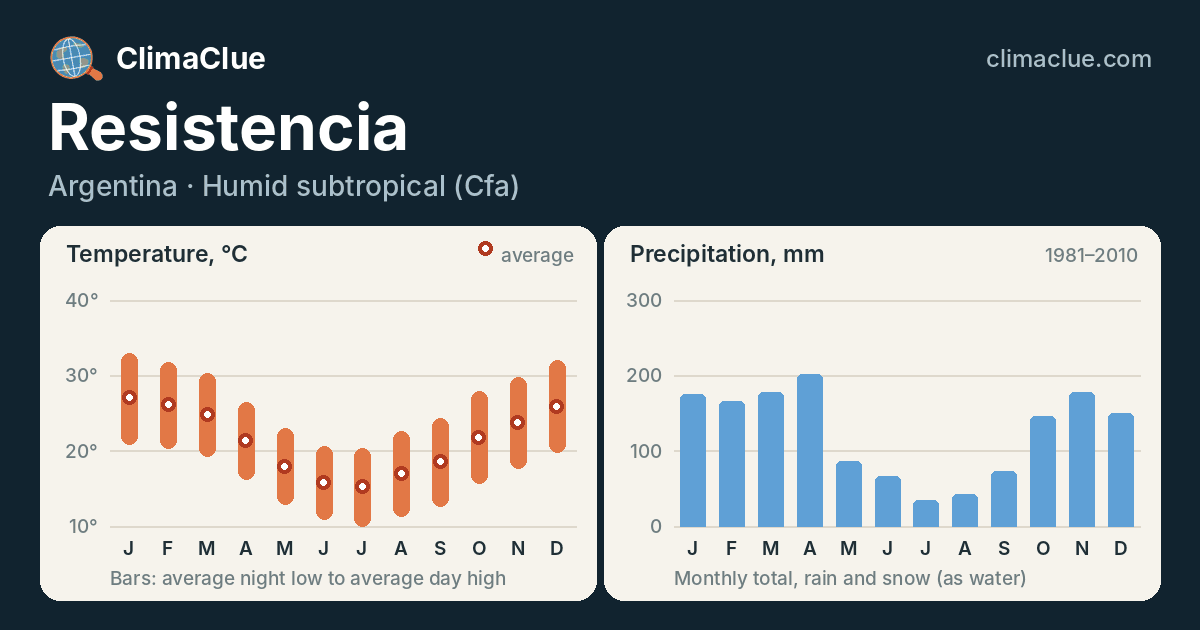 ClimaClue
climaclue.com
Resistencia
Argentina · Humid subtropical (Cfa)
Temperature, °C
average
40°
30°
20°
10°
J F M A M J J A S O N D
Bars: average night low to average day high
Precipitation, mm
1981–2010
300
200
100
0
J F M A M J J A S O N D
Monthly total, rain and snow (as water)